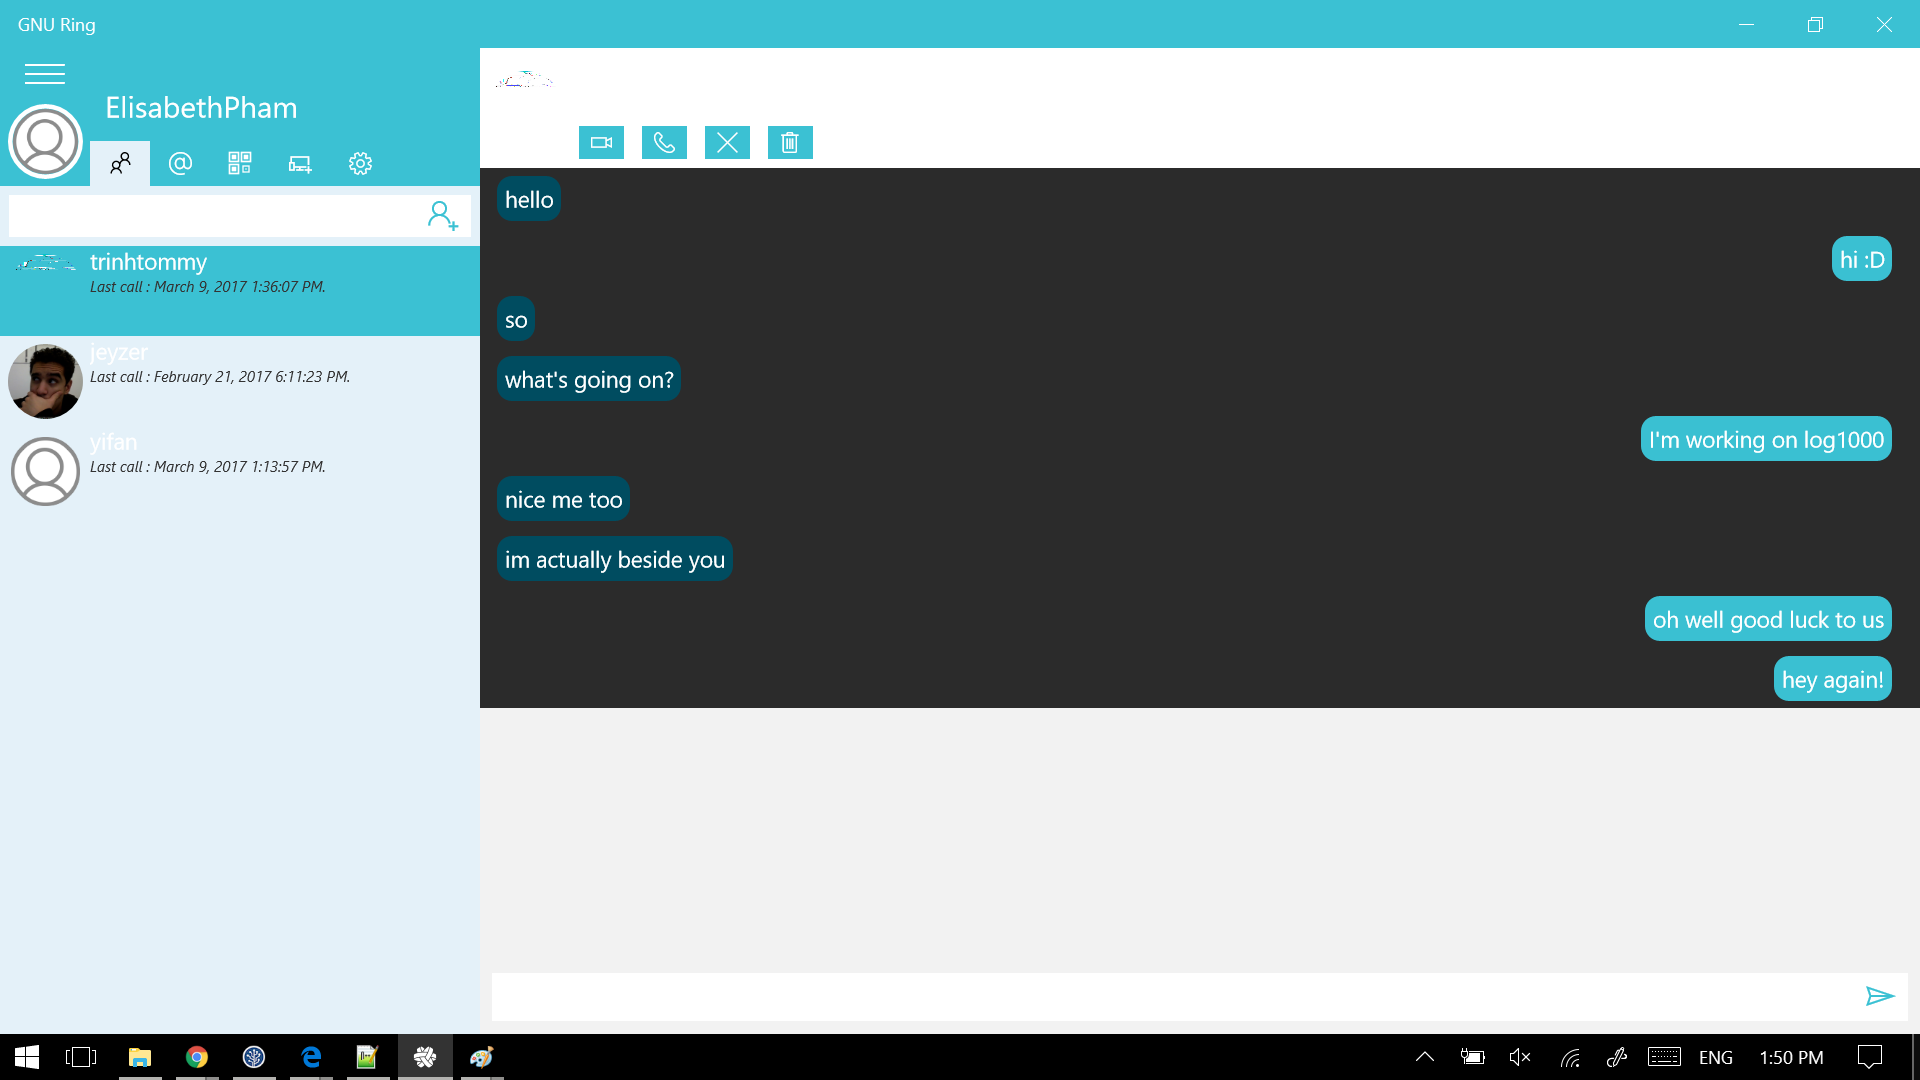 GNU Ring
ElisabethPham
trinhtommy
Last call : March 9, 2017 1:36:07 PM.
jeyzer
Last call : February 21, 2017 6:11:23 PM.
yifan
Last call : March 9, 2017 1:13:57 PM.
hello
hi :D
so
what's going on?
I'm working on log1000
nice me too
im actually beside you
oh well good luck to us
hey again!
ENG
1:50 PM